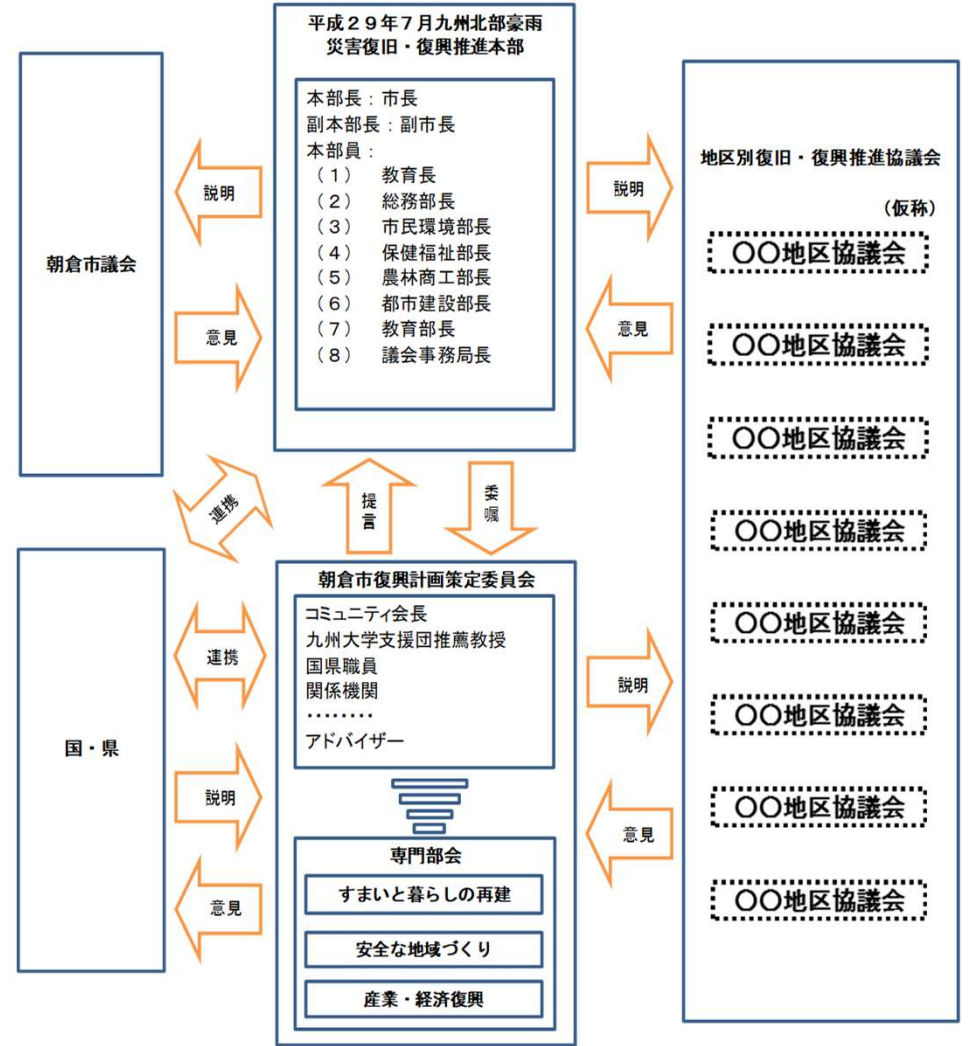 平成29年7月九州北部豪雨
災害復旧・復興推進本部
本部長：市長
副本部長：副市長
本部員：
（1）　教育長
（2）　総務部長
（3）　市民環境部長
（4）　保健福祉部長
（5）　農林商工部長
（6）　都市建設部長
（7）　教育部長
（8）　議会事務局長
説明
意見
朝倉市議会
説明
意見
地区別復旧・復興推進協議会
（仮称）
〇〇地区協議会
〇〇地区協議会
〇〇地区協議会
〇〇地区協議会
〇〇地区協議会
〇〇地区協議会
〇〇地区協議会
〇〇地区協議会
連携
提言
委嘱
国・県
連携
説明
意見
朝倉市復興計画策定委員会
コミュニティ会長
九州大学支援団推薦教授
国県職員
関係機関
・・・・・・・・
アドバイザー
説明
意見
専門部会
すまいと暮らしの再建
安全な地域づくり
産業・経済復興